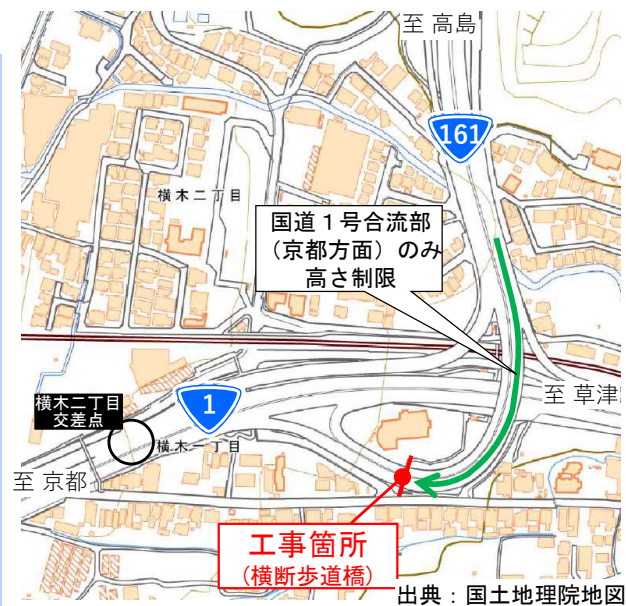 至 高島
161
横木二丁目
国道１号合流部
（京都方面）のみ
高さ制限
至 草津
横木二丁目
交差点
1
横木一丁目
至 京都
工事箇所
(横断歩道橋)
出典：国土地理院地図